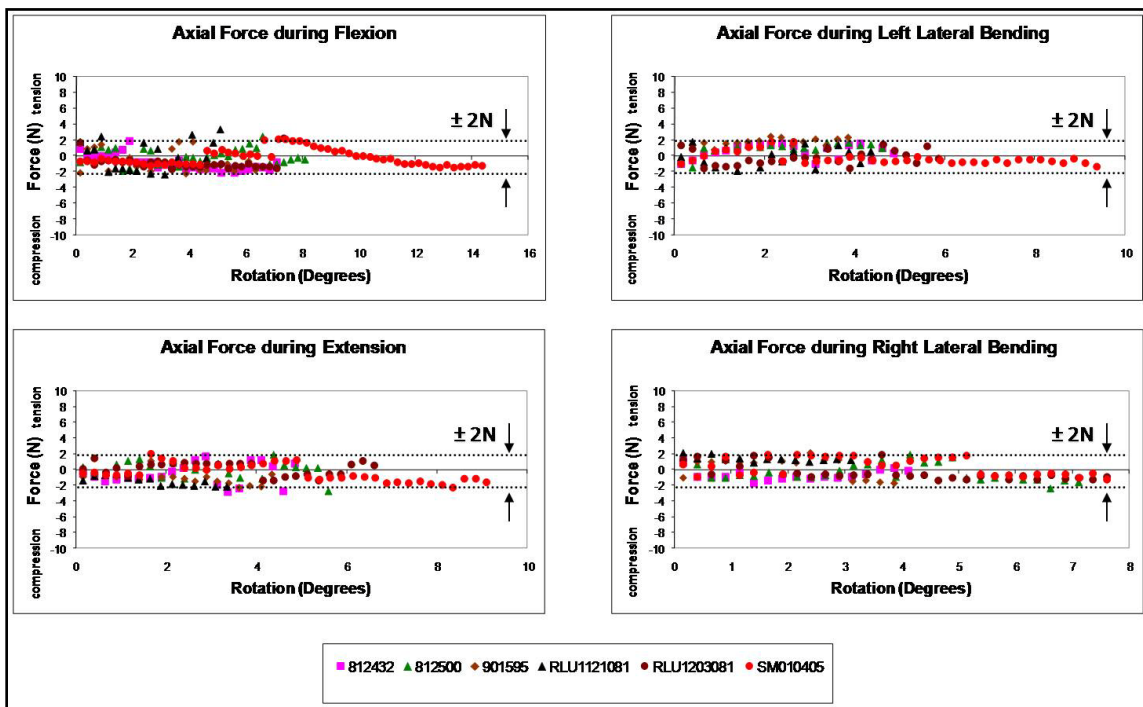 Axial Force during Flexion
Force (N) tension
compression
10
8
6
4
2
0
-2
-4
-6
-8
-10
± 2N
0 2 4 6 8 10 12 14 16
Rotation (Degrees)
Axial Force during Left Lateral Bending
Force (N) tension
compression
10
8
6
4
2
0
-2
-4
-6
-8
-10
± 2N
0 2 4 6 8 10
Rotation (Degrees)
Axial Force during Extension
Force (N) tension
compression
10
8
6
4
2
0
-2
-4
-6
-8
-10
± 2N
0 2 4 6 8 10
Rotation (Degrees)
Axial Force during Right Lateral Bending
Force (N) tension
compression
10
8
6
4
2
0
-2
-4
-6
-8
-10
± 2N
0 1 2 3 4 5 6 7 8
Rotation (Degrees)
812432 812500 901595 RLU1121081 RLU1203081 SM010405